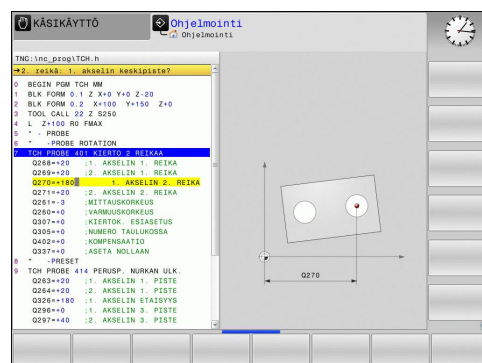 KÄSIKÄYTTÖ
Ohjelmointi
Ohjelmointi
TNC:\nc_prog\TCH.h
→2. reikä: 1. akselin keskipiste?
0 BEGIN PGM TCH MM
1 BLK FORM 0.1 Z X+0 Y+0 Z-20
2 BLK FORM 0.2 X+100 Y+150 Z+0
3 TOOL CALL 22 Z S250
4 L Z+100 R0 FMAX
5 * - PROBE
6 * -PROBE ROTATION
7 TCH PROBE 401 KIERTO 2 REIKAA
Q268=+20 ;1. AKSELIN 1. REIKA
Q269=+20 ;2. AKSELIN 1. REIKA
Q270=+180 1. AKSELIN 2. REIKA
Q271=+20 ;2. AKSELIN 2. REIKA
Q261=-3 ;MITTAUSKORKEUS
Q260=+0 ;VARMUUSKORKEUS
Q307=+0 ;KIERTOK. ESIASETUS
Q305=+0 ;NUMERO TAULUKOSSA
Q402=+0 ;KOMPENSAATIO
Q337=+0 ;ASETA NOLLAAN
8 * -PRESET
9 TCH PROBE 414 PERUSP. NURKAN ULK.
Q263=+20 ;1. AKSELIN 1. PISTE
Q264=+20 ;2. AKSELIN 1. PISTE
Q326=+180 ;1. AKSELIN ETAISYYS
Q296=+0 ;1. AKSELIN 3. PISTE
Q297=+40 ;2. AKSELIN 3. PISTE
Q270